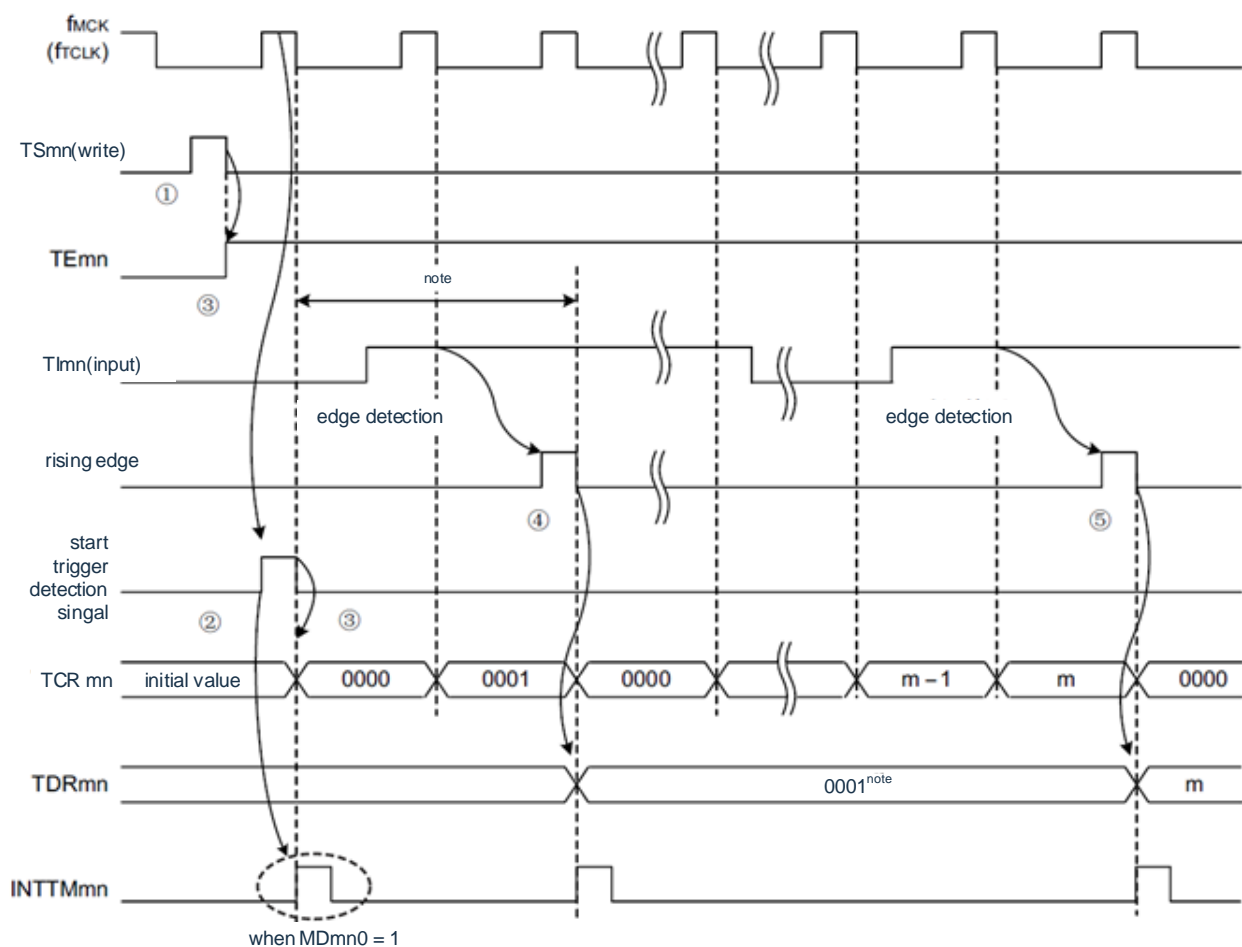 fMCK
(fTCLK)
TSmn(write)
①
TEmn
③
note
TImn(input)
edge detection
edge detection
rising edge
④
⑤
start
trigger
detection
singal
②
③
TCR mn
initial value
0000
0001
0000
m – 1
m
0000
TDRmn
0001note
m
INTTMmn
when MDmn0 = 1